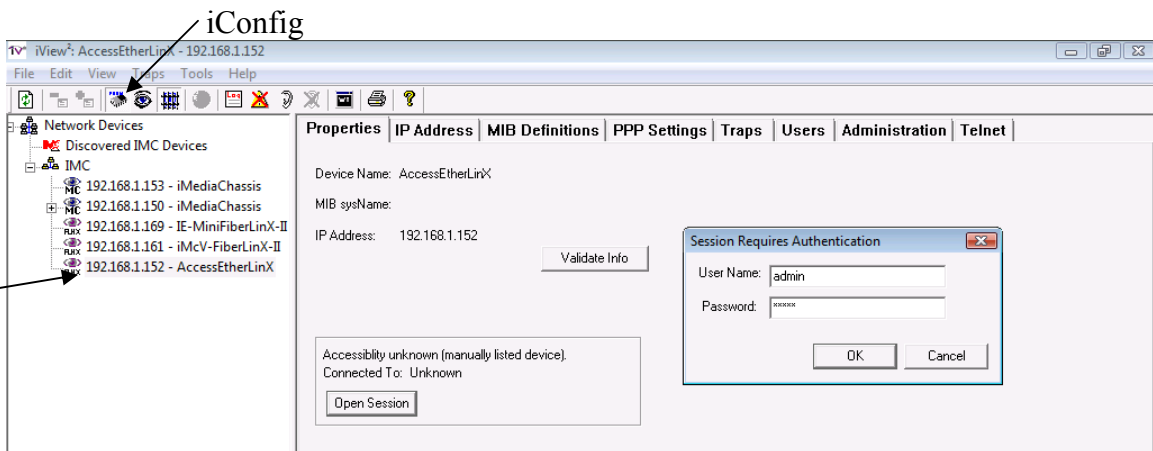 iConfig
iView²: AccessEtherLinX - 192.168.1.152
File Edit View Traps Tools Help
Network Devices
Discovered IMC Devices
IMC
192.168.1.153 - iMediaChassis
192.168.1.150 - iMediaChassis
192.168.1.169 - IE-MiniFiberLinX-II
192.168.1.161 - iMcV-FiberLinX-II
192.168.1.152 - AccessEtherLinX
Properties IP Address MIB Definitions PPP Settings Traps Users Administration Telnet
Device Name: AccessEtherLinX
MIB sysName:
IP Address: 192.168.1.152
Validate Info
Accessiblity unknown (manually listed device).
Connected To: Unknown
Open Session
Session Requires Authentication
User Name: admin
Password: xxxxx
OK Cancel